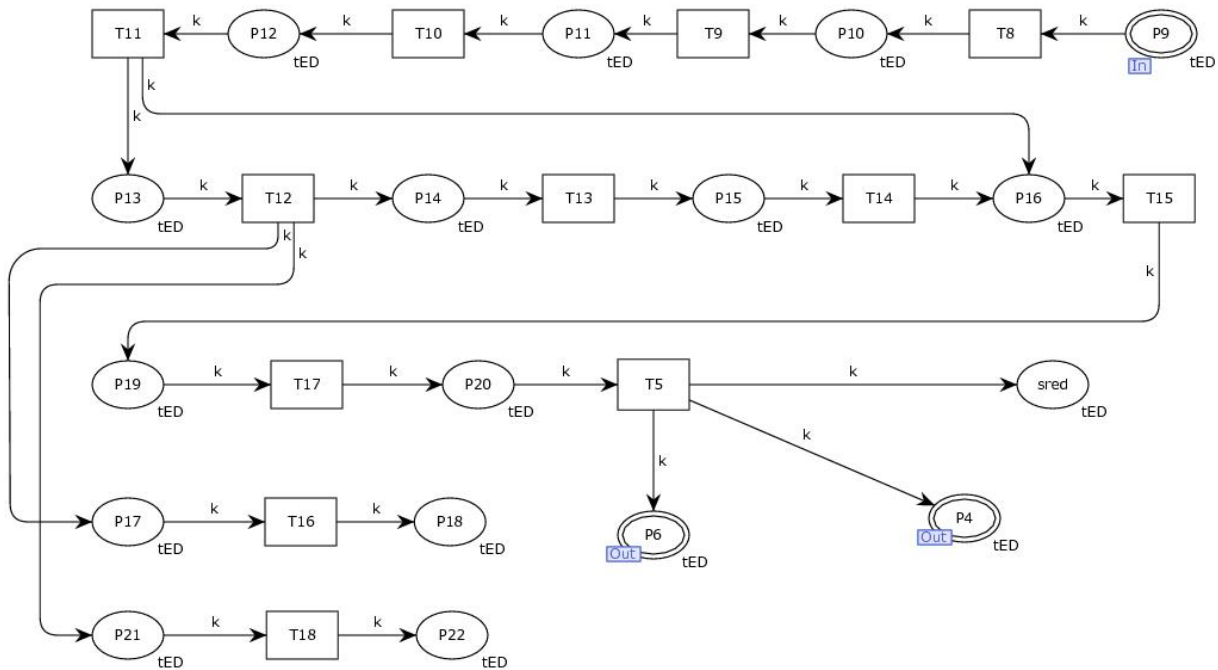 T11 k P12 k T10 k P11 k T9 k P10 k T8 k P9
tED tED tED In tED
k
k
P13 k T12 k P14 k T13 k P15 k T14 k P16 k T15
tED k tED tED tED
k k
P19 k T17 k P20 k T5 k sred
tED tED tED
k
k
P17 k T16 k P18 P6 P4
tED tED Out tED Out tED
P21 k T18 k P22
tED tED